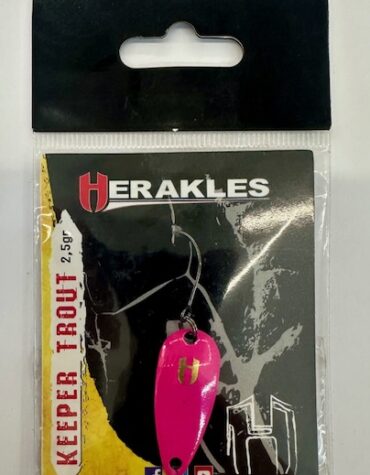 HERAKLES
KEEPER TROUT 2,5gr
H
f